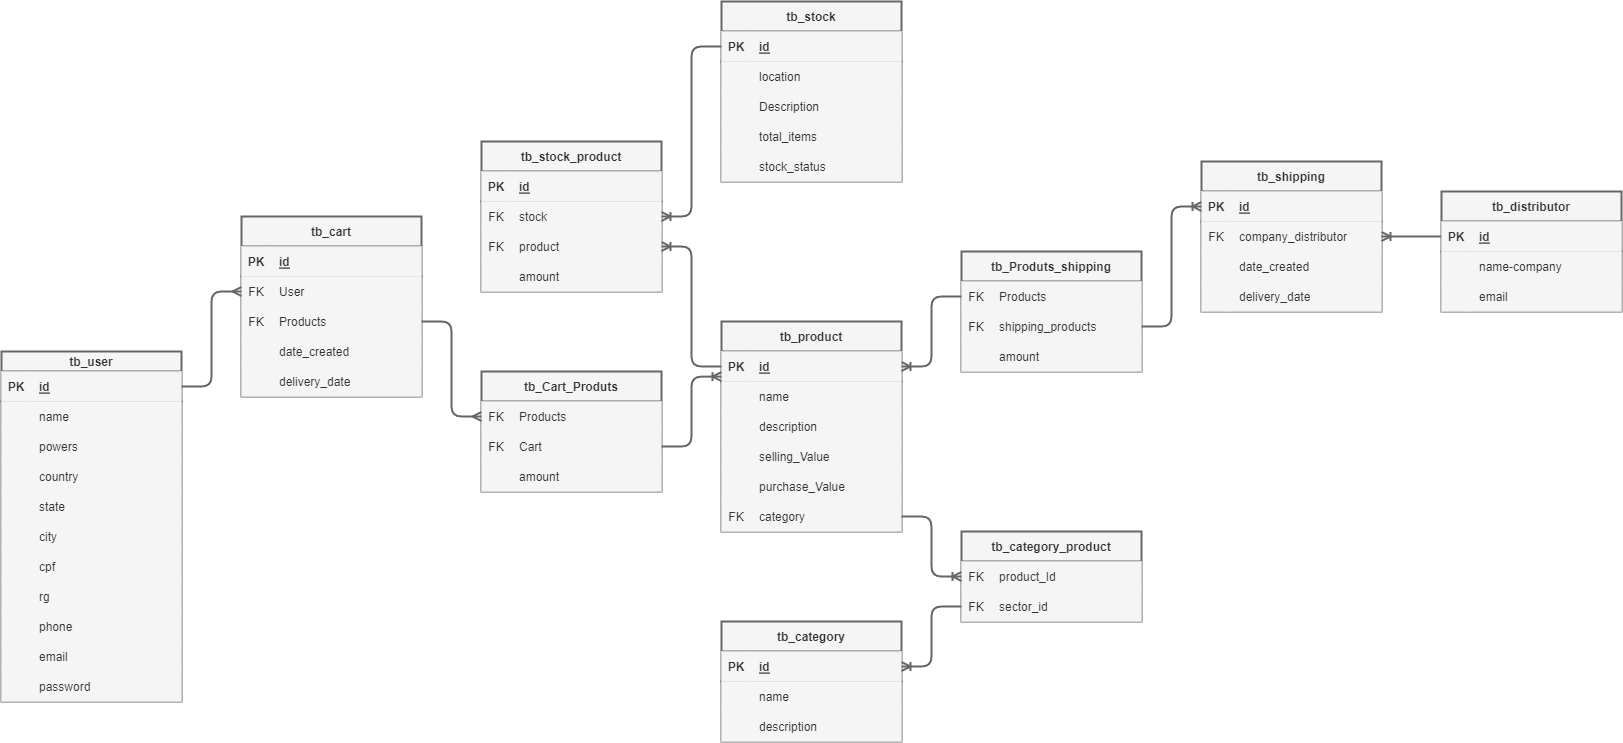 tb_stock
PK id
location
Description
total_items
stock_status
tb_stock_product
PK id
FK stock
FK product
amount
tb_shipping
PK id
FK company_distributor
date_created
delivery_date
tb_distributor
PK id
name-company
email
tb_cart
PK id
FK User
FK Products
date_created
delivery_date
tb_Produts_shipping
FK Products
FK shipping_products
amount
tb_product
PK id
name
description
selling_Value
purchase_Value
FK category
tb_user
PK id
name
powers
country
state
city
cpf
rg
phone
email
password
tb_Cart_Produts
FK Products
FK Cart
amount
tb_category_product
FK product_Id
FK sector_id
tb_category
PK id
name
description